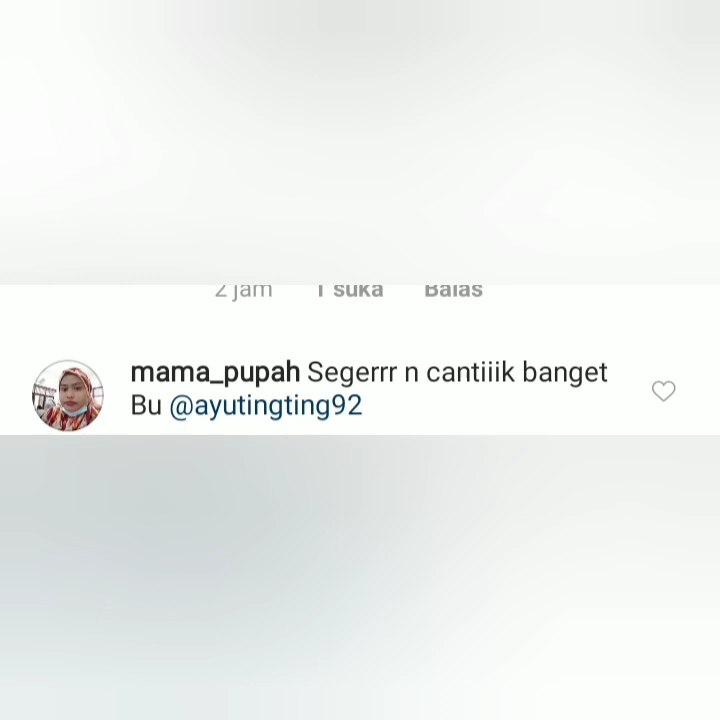 2 jam 1 suka Balas
mama_pupah Segerrr n cantiiik banget
Bu @ayutingting92